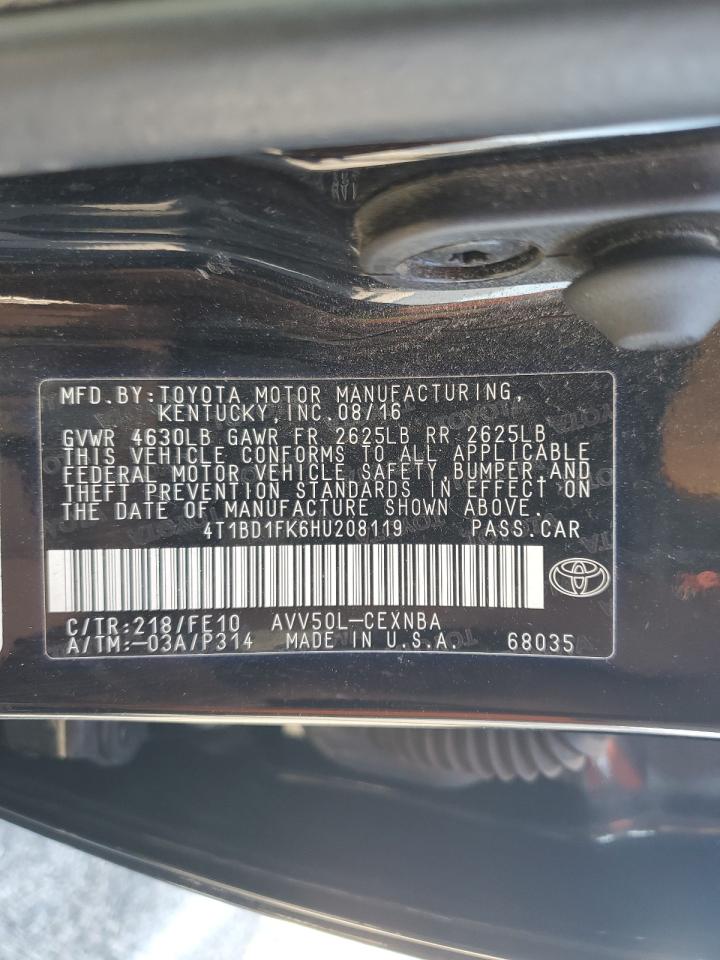 MFD.BY:TOYOTA MOTOR MANUFACTURING,
KENTUCKY,INC.08/16
GVWR 4630LB GAWR FR 2625LB RR 2625LB
THIS VEHICLE CONFORMS TO ALL APPLICABLE
FEDERAL MOTOR VEHICLE SAFETY,BUMPER,AND
THEFT PREVENTION STANDARDS IN EFFECT ON
THE DATE OF MANUFACTURE SHOWN ABOVE.
4T1BD1FK6HU208119 PASS.CAR
C/TR:218/FE10 AVV50L-CEXNBA
A/TM:-03A/P314 MADE IN U.S.A. 68035